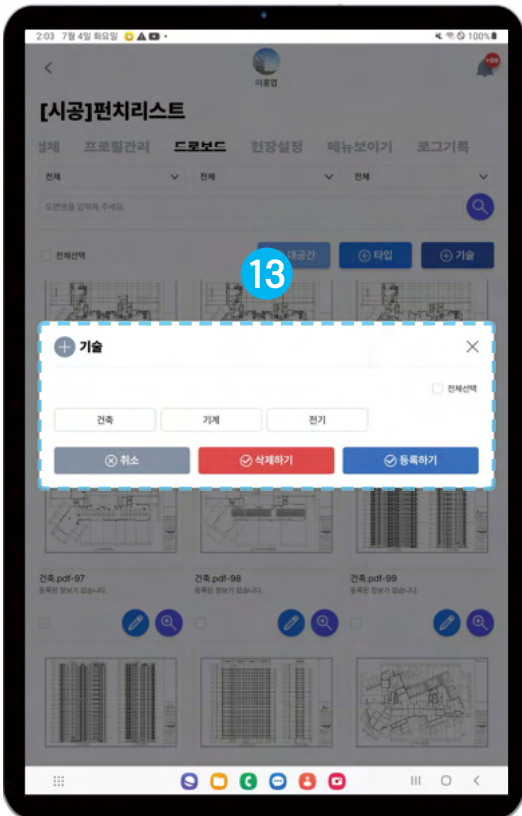 2:03 7월 4일 화요일
100%
+99
이홍엽
[시공]펀치리스트
업체 프로필관리 드로보드 현장설정 메뉴보이기 로그기록
전체 전체 전체
도면명을 입력해 주세요.
전체선택 대공간 타입 기술
13
기술
전체선택
건축 기계 전기
취소 삭제하기 등록하기
건축.pdf-97 건축.pdf-98 건축.pdf-99
등록된 정보가 없습니다. 등록된 정보가 없습니다. 등록된 정보가 없습니다.